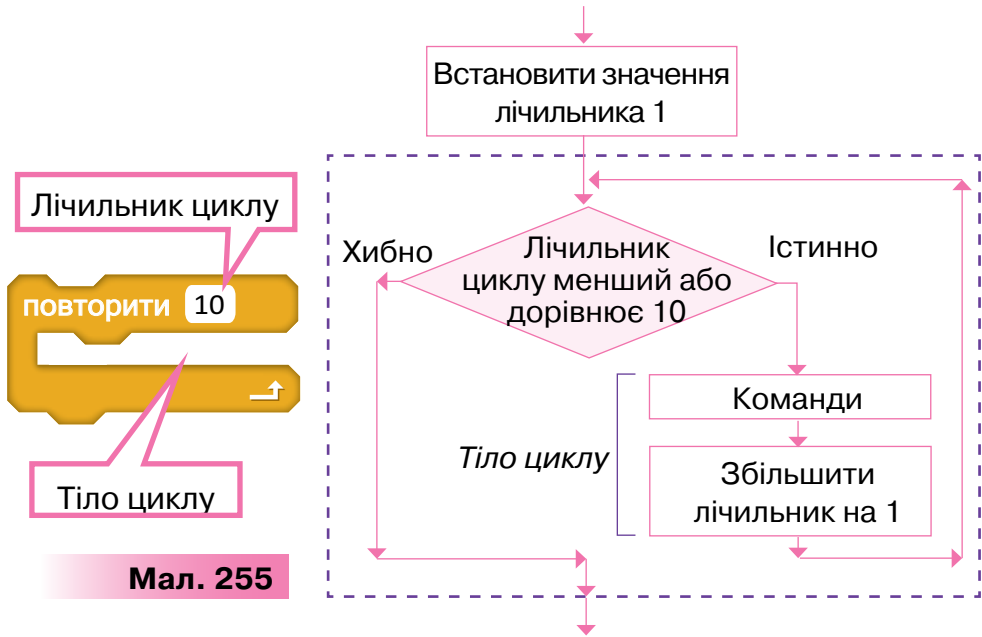 Встановити значення
лічильника 1
Лічильник циклу
повторити 10
Тіло циклу
Мал. 255
Хибно
Лічильник
циклу менший або
дорівнює 10
Істинно
Команди
Тіло циклу
Збільшити
лічильник на 1